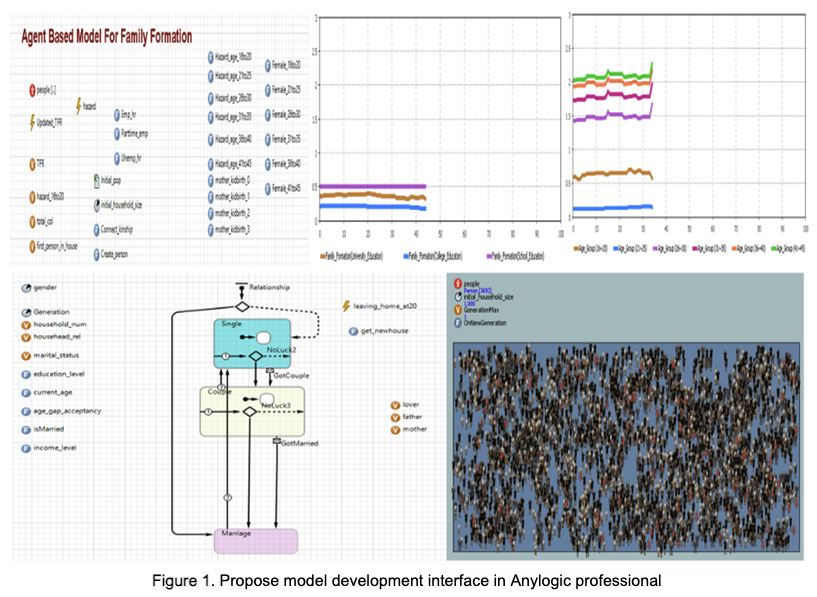 Agent Based Model For Family Formation
people [..]
hazard
Updated_TFR
Emp_hr
Parttime_emp
Unemp_hr
TFR
Initial_pop
hazard_16to20
initial_household_size
total_col
Connect_kinship
first_person_in_house
Create_person
Hazard_age_16to20
Hazard_age_21to25
Hazard_age_26to30
Hazard_age_31to35
Hazard_age_36to40
Hazard_age_41to45
mother_kidbirth_0
mother_kidbirth_1
mother_kidbirth_2
mother_kidbirth_3
Female_16to20
Female_21to25
Female_26to30
Female_31to35
Female_36to40
Female_41to45
3
2.5
2
1.5
1
0.5
0
0 10 20 30 40 50 60 70 80 90 100
Family_Formation(University_Education)
Family_Formation(College_Education)
Family_Formation(School_Education)
3
2.5
2
1.5
1
0.5
0
0 10 20 30 40 50 60 70 80 90 100
Age_Group (16-20)
Age_Group (21-25)
Age_Group (26-30)
Age_Group (31-35)
Age_Group (36-40)
Age_Group (41-45)
gender
Generation
household_num
househead_rel
marital_status
education_level
current_age
age_gap_acceptancy
isMarried
income_level
Relationship
Single
NoLuck2
GotCouple
Couple
NoLuck3
GotMarried
Marriage
leaving_home_at20
get_newhouse
lover
father
mother
people
initial_household_size
1,000
GenerationMax
OnNewGeneration
Figure 1. Propose model development interface in Anylogic professional